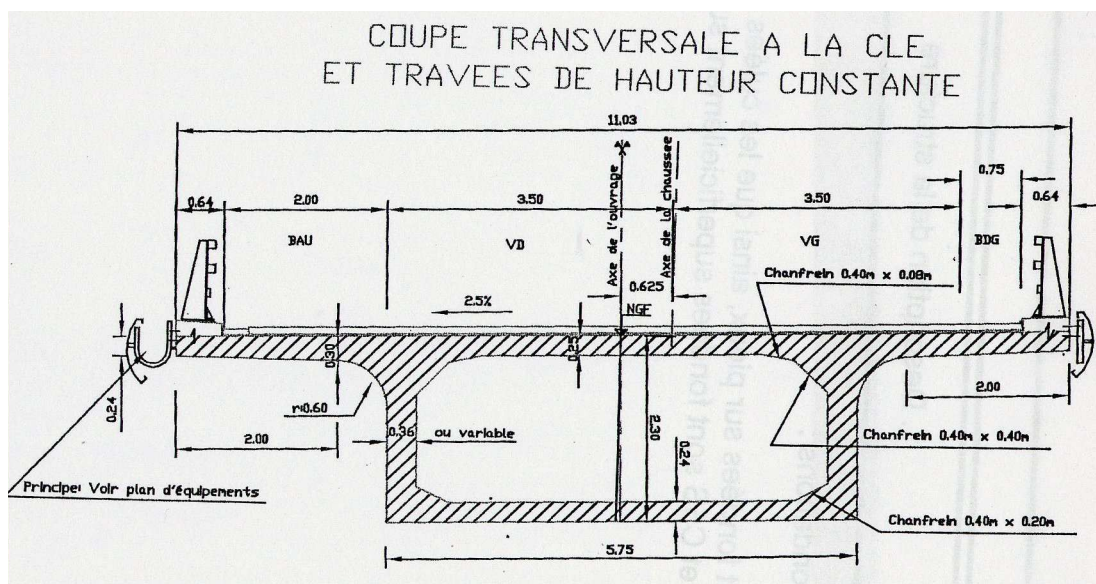 COUPE TRANSVERSALE A LA CLE
ET TRAVEES DE HAUTEUR CONSTANTE
11.03
0.64
2.00
3.50
3.50
0.75
0.64
BAU
VD
Axe de l'ouvrage
Axe de la chaussee
VG
BDG
Chanfrein 0.40m x 0.08m
0.625
2.5%
NGF
0.30
0.25
0.24
r:0.60
2.00
2.00
0.36
ou variable
2.30
0.24
Chanfrein 0.40m x 0.40m
Principe: Voir plan d'équipements
Chanfrein 0.40m x 0.20m
5.75